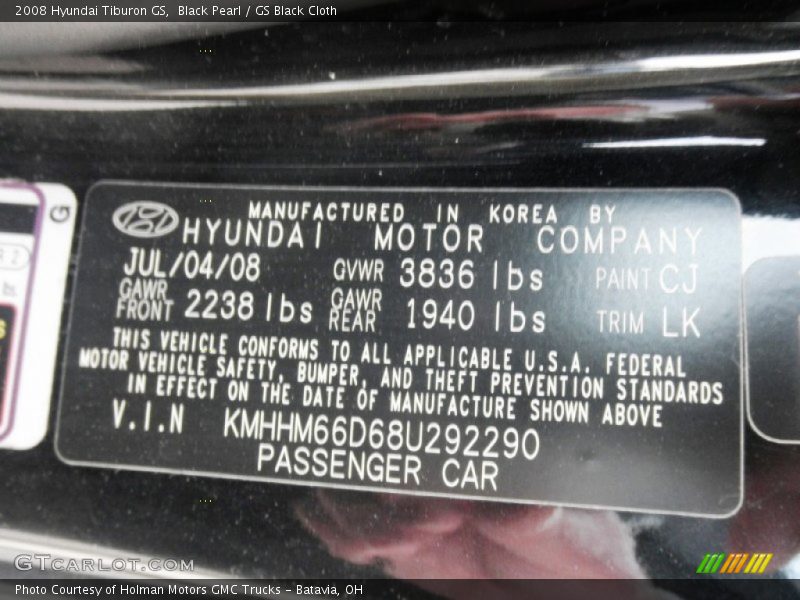 2008 Hyundai Tiburon GS, Black Pearl / GS Black Cloth
MANUFACTURED IN KOREA BY
HYUNDAI MOTOR COMPANY
JUL/04/08 GVWR 3836 lbs PAINT CJ
GAWR FRONT 2238 lbs GAWR REAR 1940 lbs TRIM LK
THIS VEHICLE CONFORMS TO ALL APPLICABLE U.S.A. FEDERAL
MOTOR VEHICLE SAFETY, BUMPER, AND THEFT PREVENTION STANDARDS
IN EFFECT ON THE DATE OF MANUFACTURE SHOWN ABOVE
V.I.N KMHHM66D68U292290
PASSENGER CAR
GTCARLOT.COM
Photo Courtesy of Holman Motors GMC Trucks - Batavia, OH